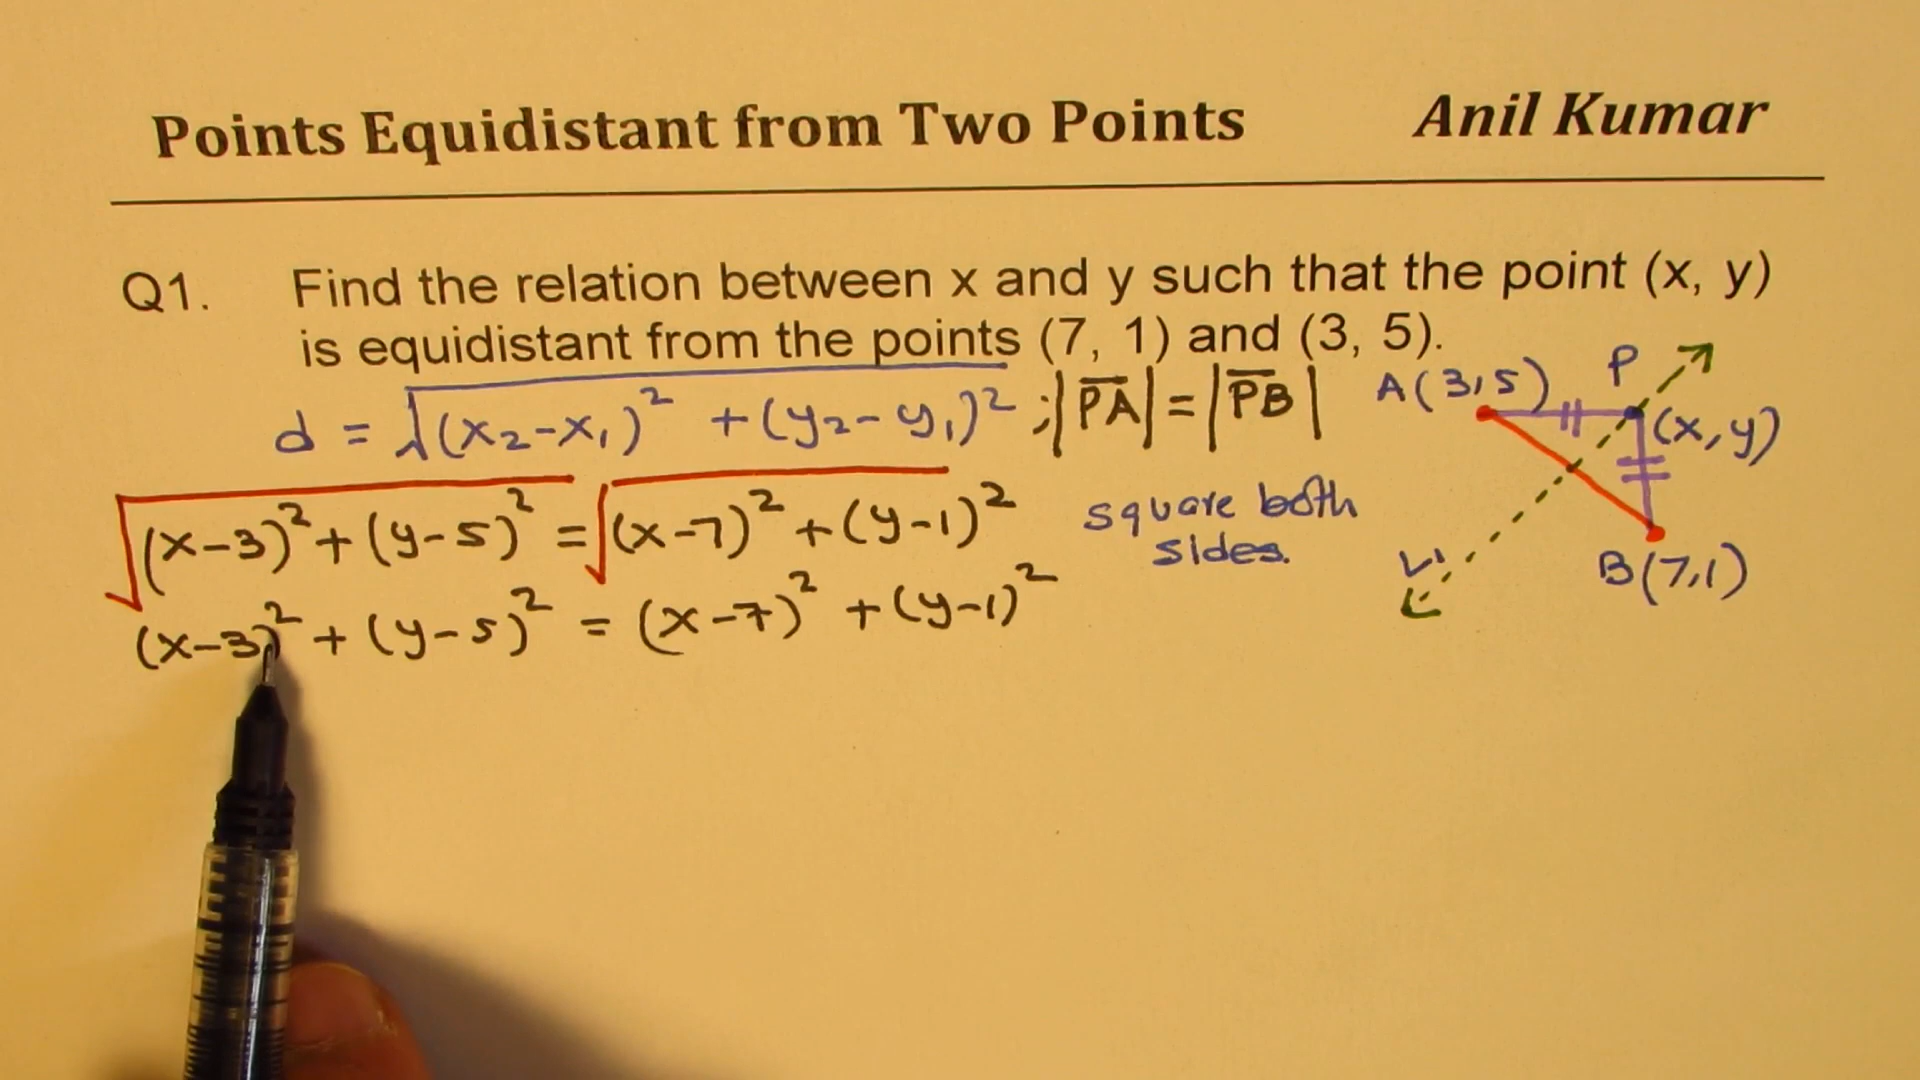 Points Equidistant from Two Points Anil Kumar
Q1. Find the relation between x and y such that the point (x, y)
is equidistant from the points (7, 1) and (3, 5).
d = √(x₂-x₁)² + (y₂-y₁)² ; |PA| = |PB|
A(3,5) P
(x,y)
√(x-3)² + (y-5)² = √(x-7)² + (y-1)² square both
sides.
B(7,1)
(x-3)² + (y-5)² = (x-7)² + (y-1)²